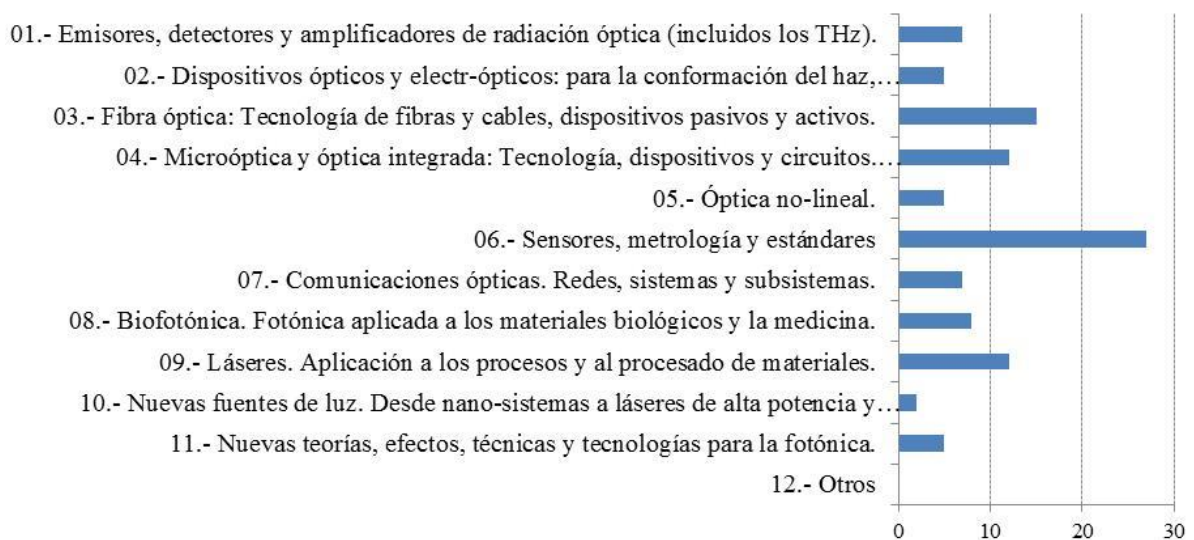 01.- Emisores, detectores y amplificadores de radiación óptica (incluidos los THz).
02.- Dispositivos ópticos y electr-ópticos: para la conformación del haz,…
03.- Fibra óptica: Tecnología de fibras y cables, dispositivos pasivos y activos.
04.- Microóptica y óptica integrada: Tecnología, dispositivos y circuitos.…
05.- Óptica no-lineal.
06.- Sensores, metrología y estándares
07.- Comunicaciones ópticas. Redes, sistemas y subsistemas.
08.- Biofotónica. Fotónica aplicada a los materiales biológicos y la medicina.
09.- Láseres. Aplicación a los procesos y al procesado de materiales.
10.- Nuevas fuentes de luz. Desde nano-sistemas a láseres de alta potencia y…
11.- Nuevas teorías, efectos, técnicas y tecnologías para la fotónica.
12.- Otros
0 10 20 30